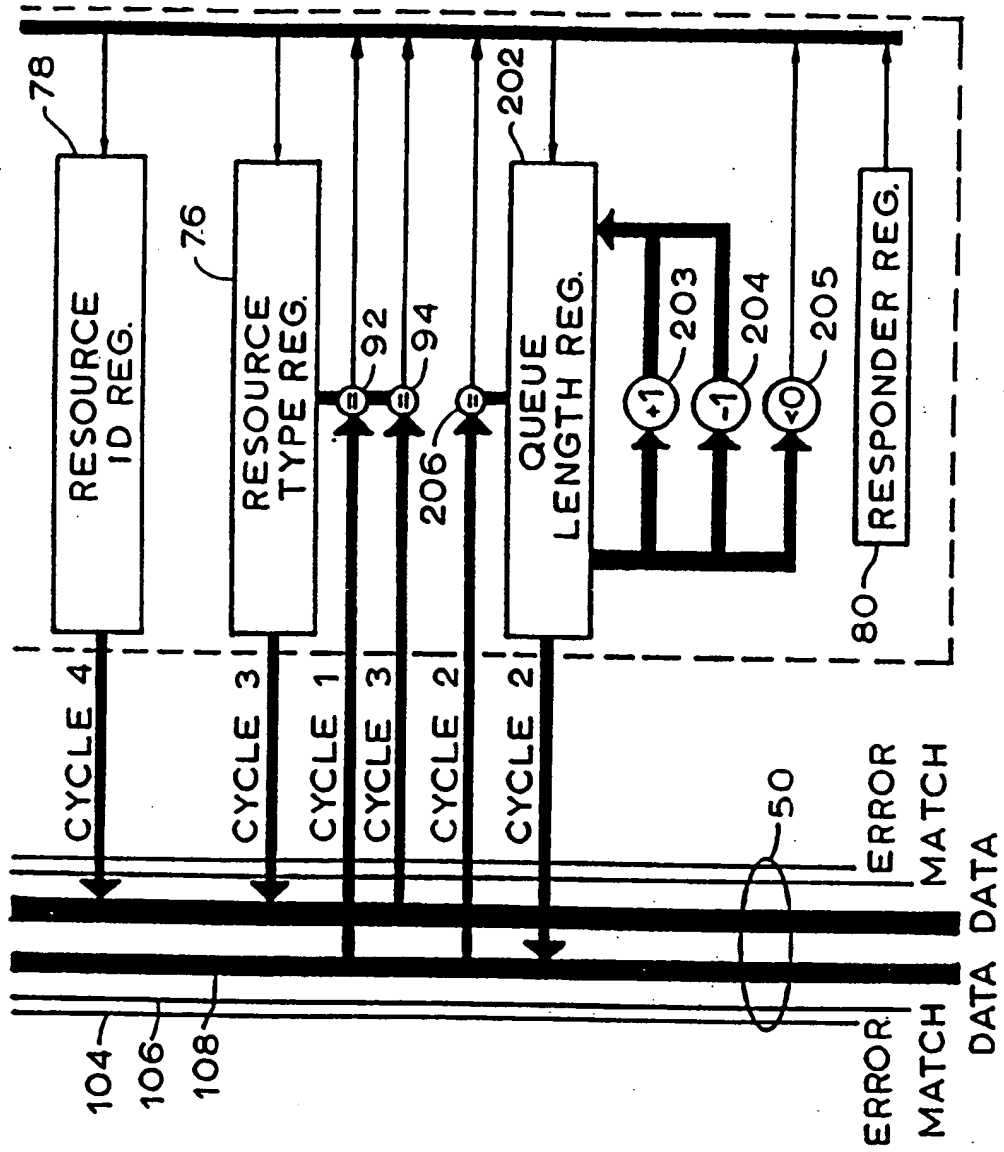 78
RESOURCE
ID REG.
CYCLE 4
76
RESOURCE
TYPE REG.
CYCLE 3
CYCLE 1
=
92
CYCLE 3
=
94
CYCLE 2
206
=
202
QUEUE
LENGTH REG.
CYCLE 2
+1
203
-1
204
<0
205
80
RESPONDER REG.
104
106
108
50
ERROR
MATCH
DATA
DATA
ERROR
MATCH